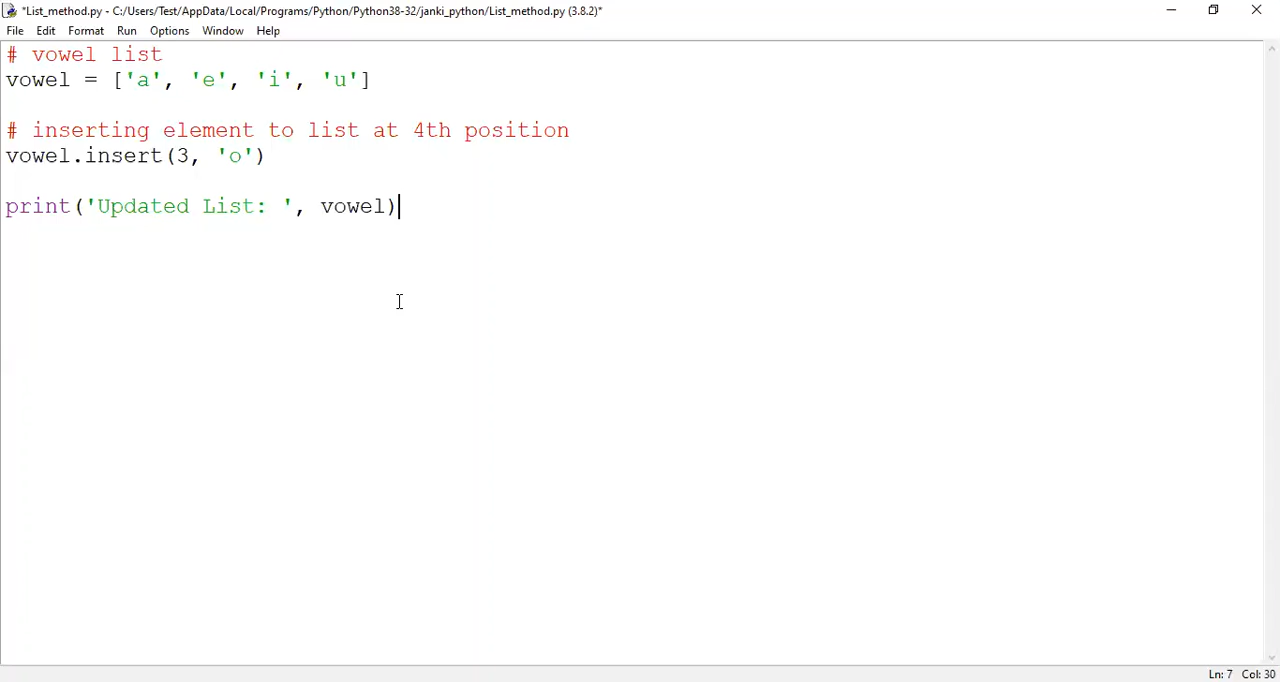 *List_method.py - C:/Users/Test/AppData/Local/Programs/Python/Python38-32/janki_python/List_method.py (3.8.2)*
File Edit Format Run Options Window Help
# vowel list
vowel = ['a', 'e', 'i', 'u']
# inserting element to list at 4th position
vowel.insert(3, 'o')
print('Updated List: ', vowel)
Ln: 7 Col: 30